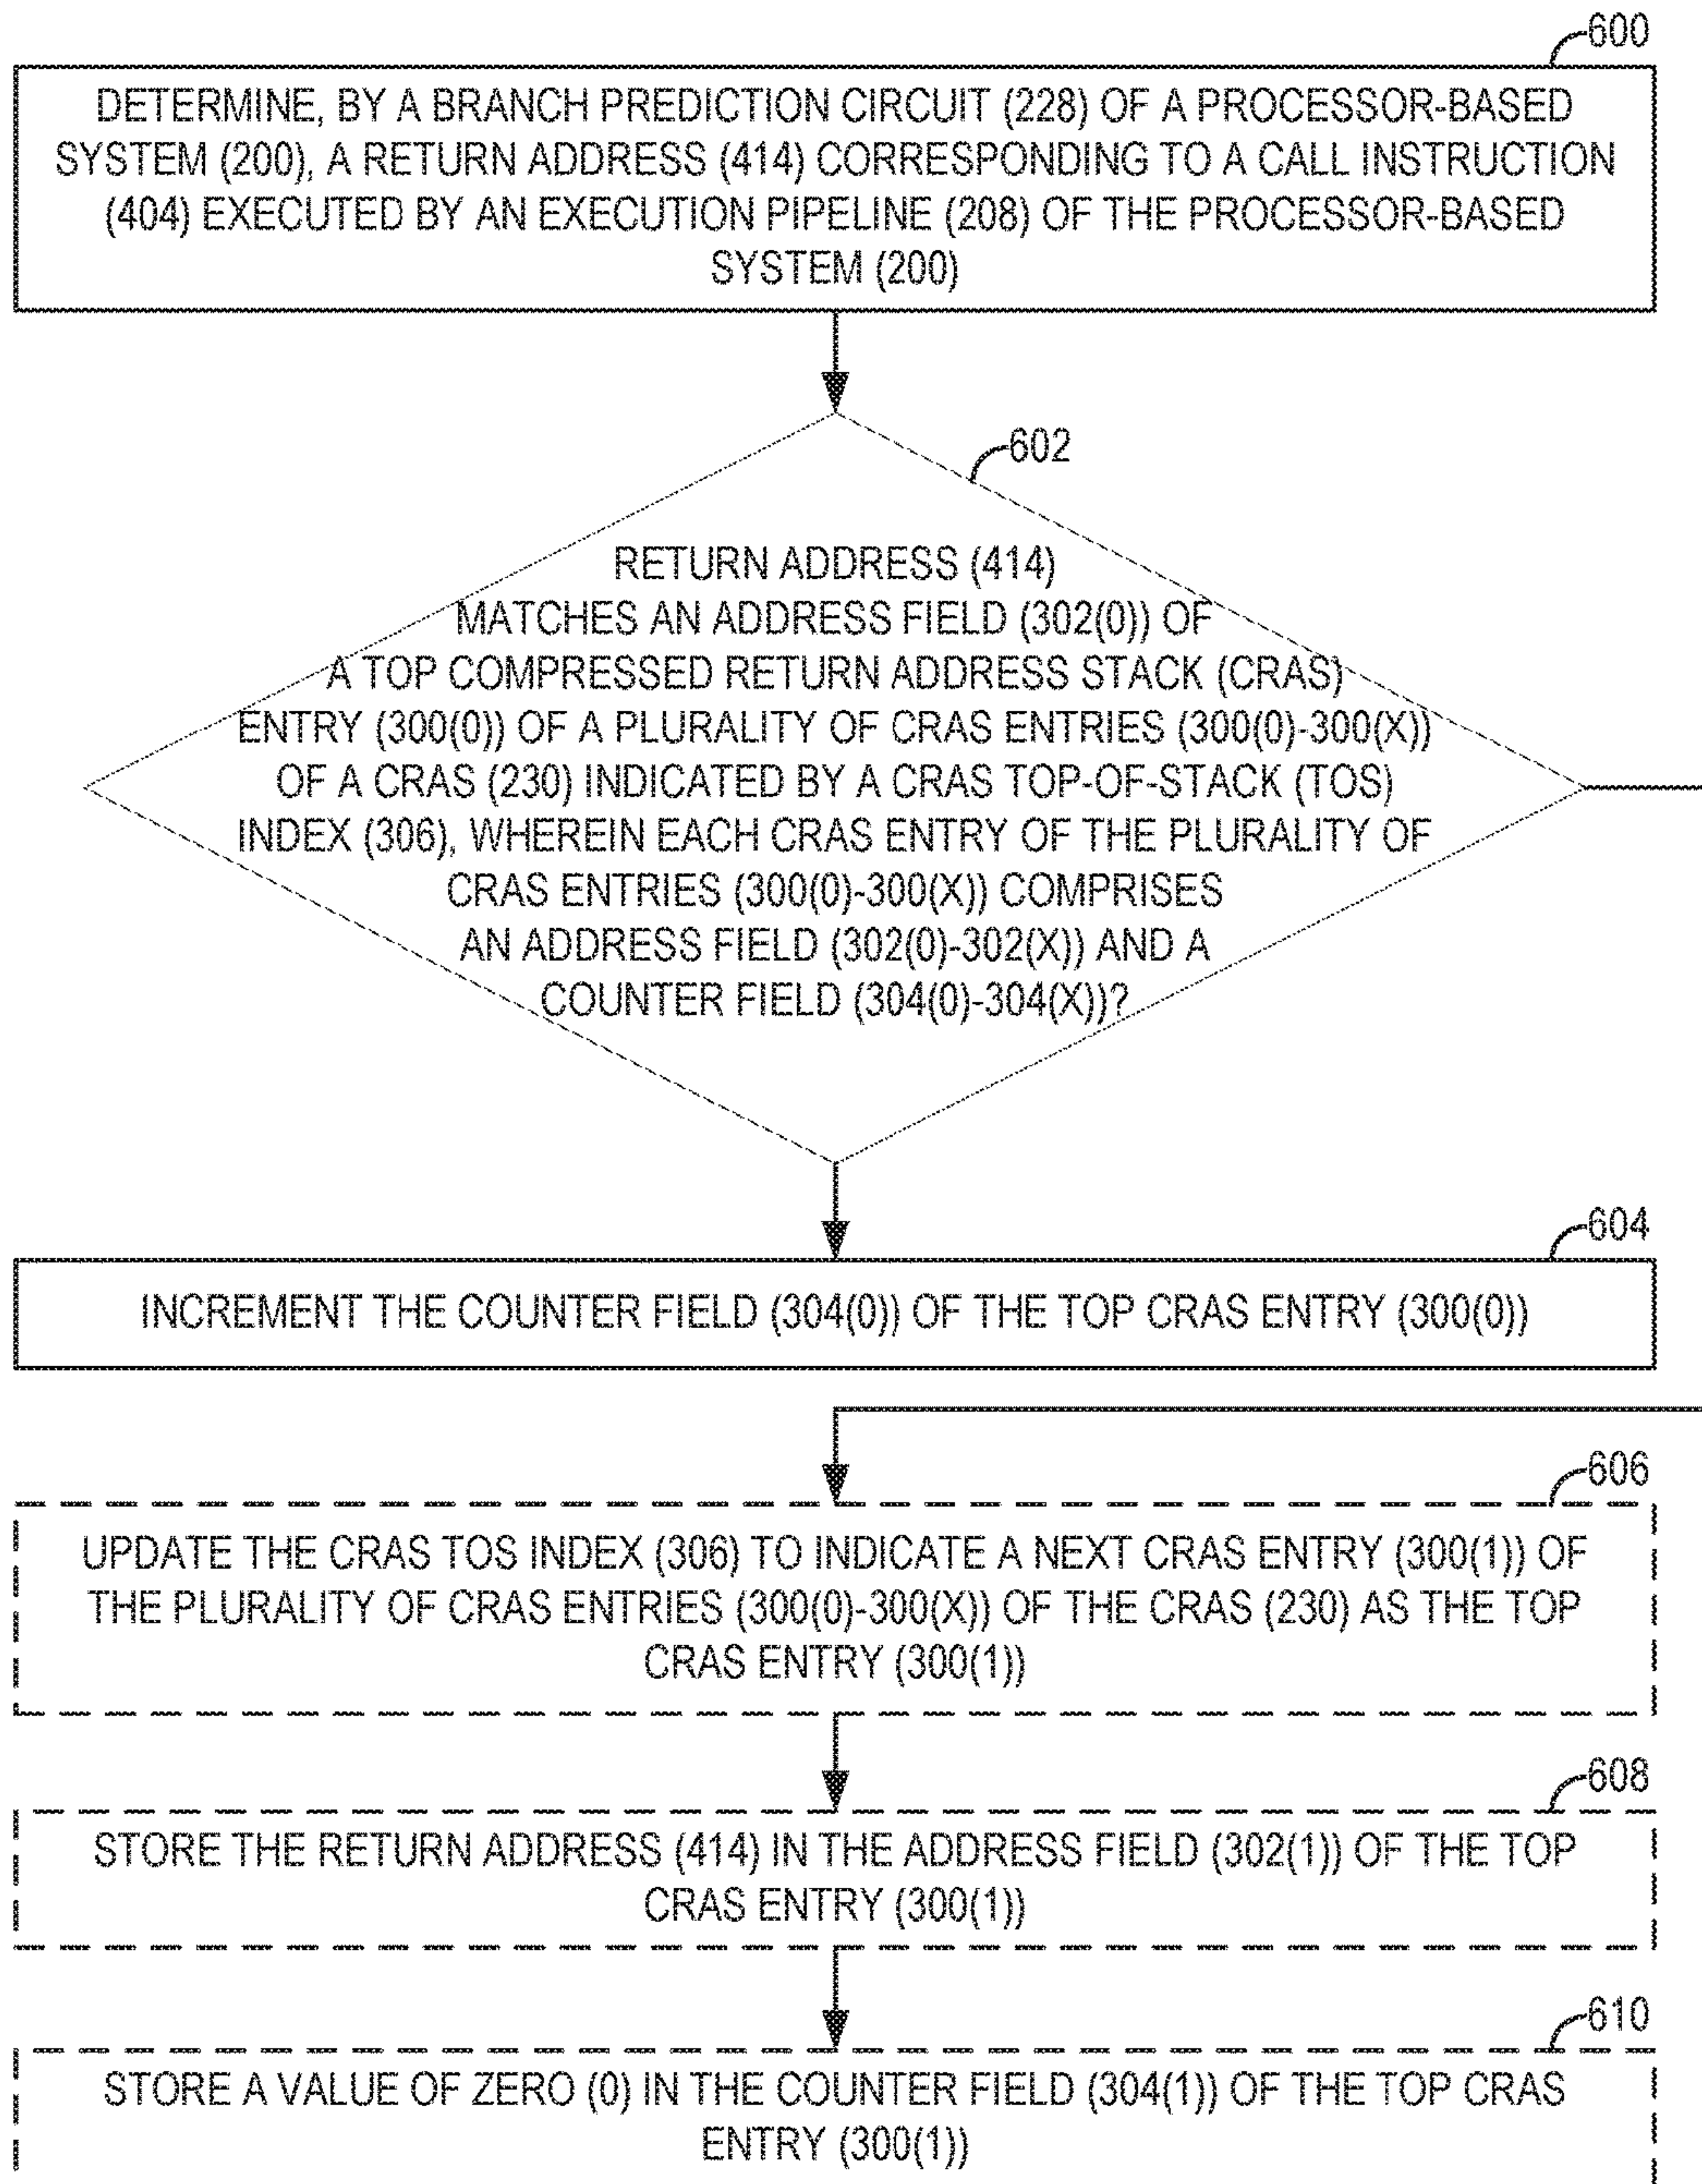 600
DETERMINE, BY A BRANCH PREDICTION CIRCUIT (228) OF A PROCESSOR-BASED
SYSTEM (200), A RETURN ADDRESS (414) CORRESPONDING TO A CALL INSTRUCTION
(404) EXECUTED BY AN EXECUTION PIPELINE (208) OF THE PROCESSOR-BASED
SYSTEM (200)
602
RETURN ADDRESS (414)
MATCHES AN ADDRESS FIELD (302(0)) OF
A TOP COMPRESSED RETURN ADDRESS STACK (CRAS)
ENTRY (300(0)) OF A PLURALITY OF CRAS ENTRIES (300(0)-300(X))
OF A CRAS (230) INDICATED BY A CRAS TOP-OF-STACK (TOS)
INDEX (306), WHEREIN EACH CRAS ENTRY OF THE PLURALITY OF
CRAS ENTRIES (300(0)-300(X)) COMPRISES
AN ADDRESS FIELD (302(0)-302(X)) AND A
COUNTER FIELD (304(0)-304(X))?
604
INCREMENT THE COUNTER FIELD (304(0)) OF THE TOP CRAS ENTRY (300(0))
606
UPDATE THE CRAS TOS INDEX (306) TO INDICATE A NEXT CRAS ENTRY (300(1)) OF
THE PLURALITY OF CRAS ENTRIES (300(0)-300(X)) OF THE CRAS (230) AS THE TOP
CRAS ENTRY (300(1))
608
STORE THE RETURN ADDRESS (414) IN THE ADDRESS FIELD (302(1)) OF THE TOP
CRAS ENTRY (300(1))
610
STORE A VALUE OF ZERO (0) IN THE COUNTER FIELD (304(1)) OF THE TOP CRAS
ENTRY (300(1))